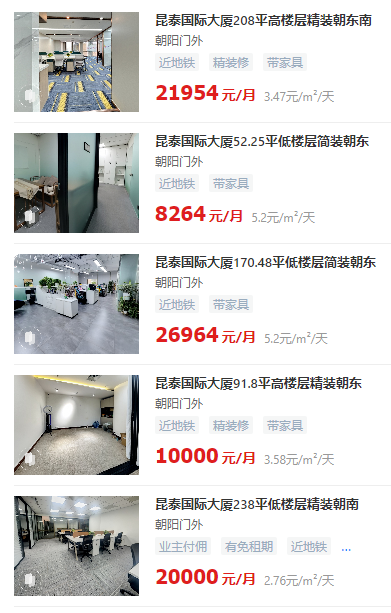 昆泰国际大厦208平高楼层精装朝东南
朝阳门外
近地铁 精装修 带家具
21954 元/月 3.47元/m²/天
昆泰国际大厦52.25平低楼层简装朝东
朝阳门外
近地铁 带家具
8264 元/月 5.2元/m²/天
昆泰国际大厦170.48平低楼层简装朝东
朝阳门外
近地铁 带家具
26964 元/月 5.2元/m²/天
昆泰国际大厦91.8平高楼层精装朝东
朝阳门外
近地铁 精装修 带家具
10000 元/月 3.58元/m²/天
昆泰国际大厦238平低楼层精装朝南
朝阳门外
业主付佣 有免租期 近地铁 ...
20000 元/月 2.76元/m²/天